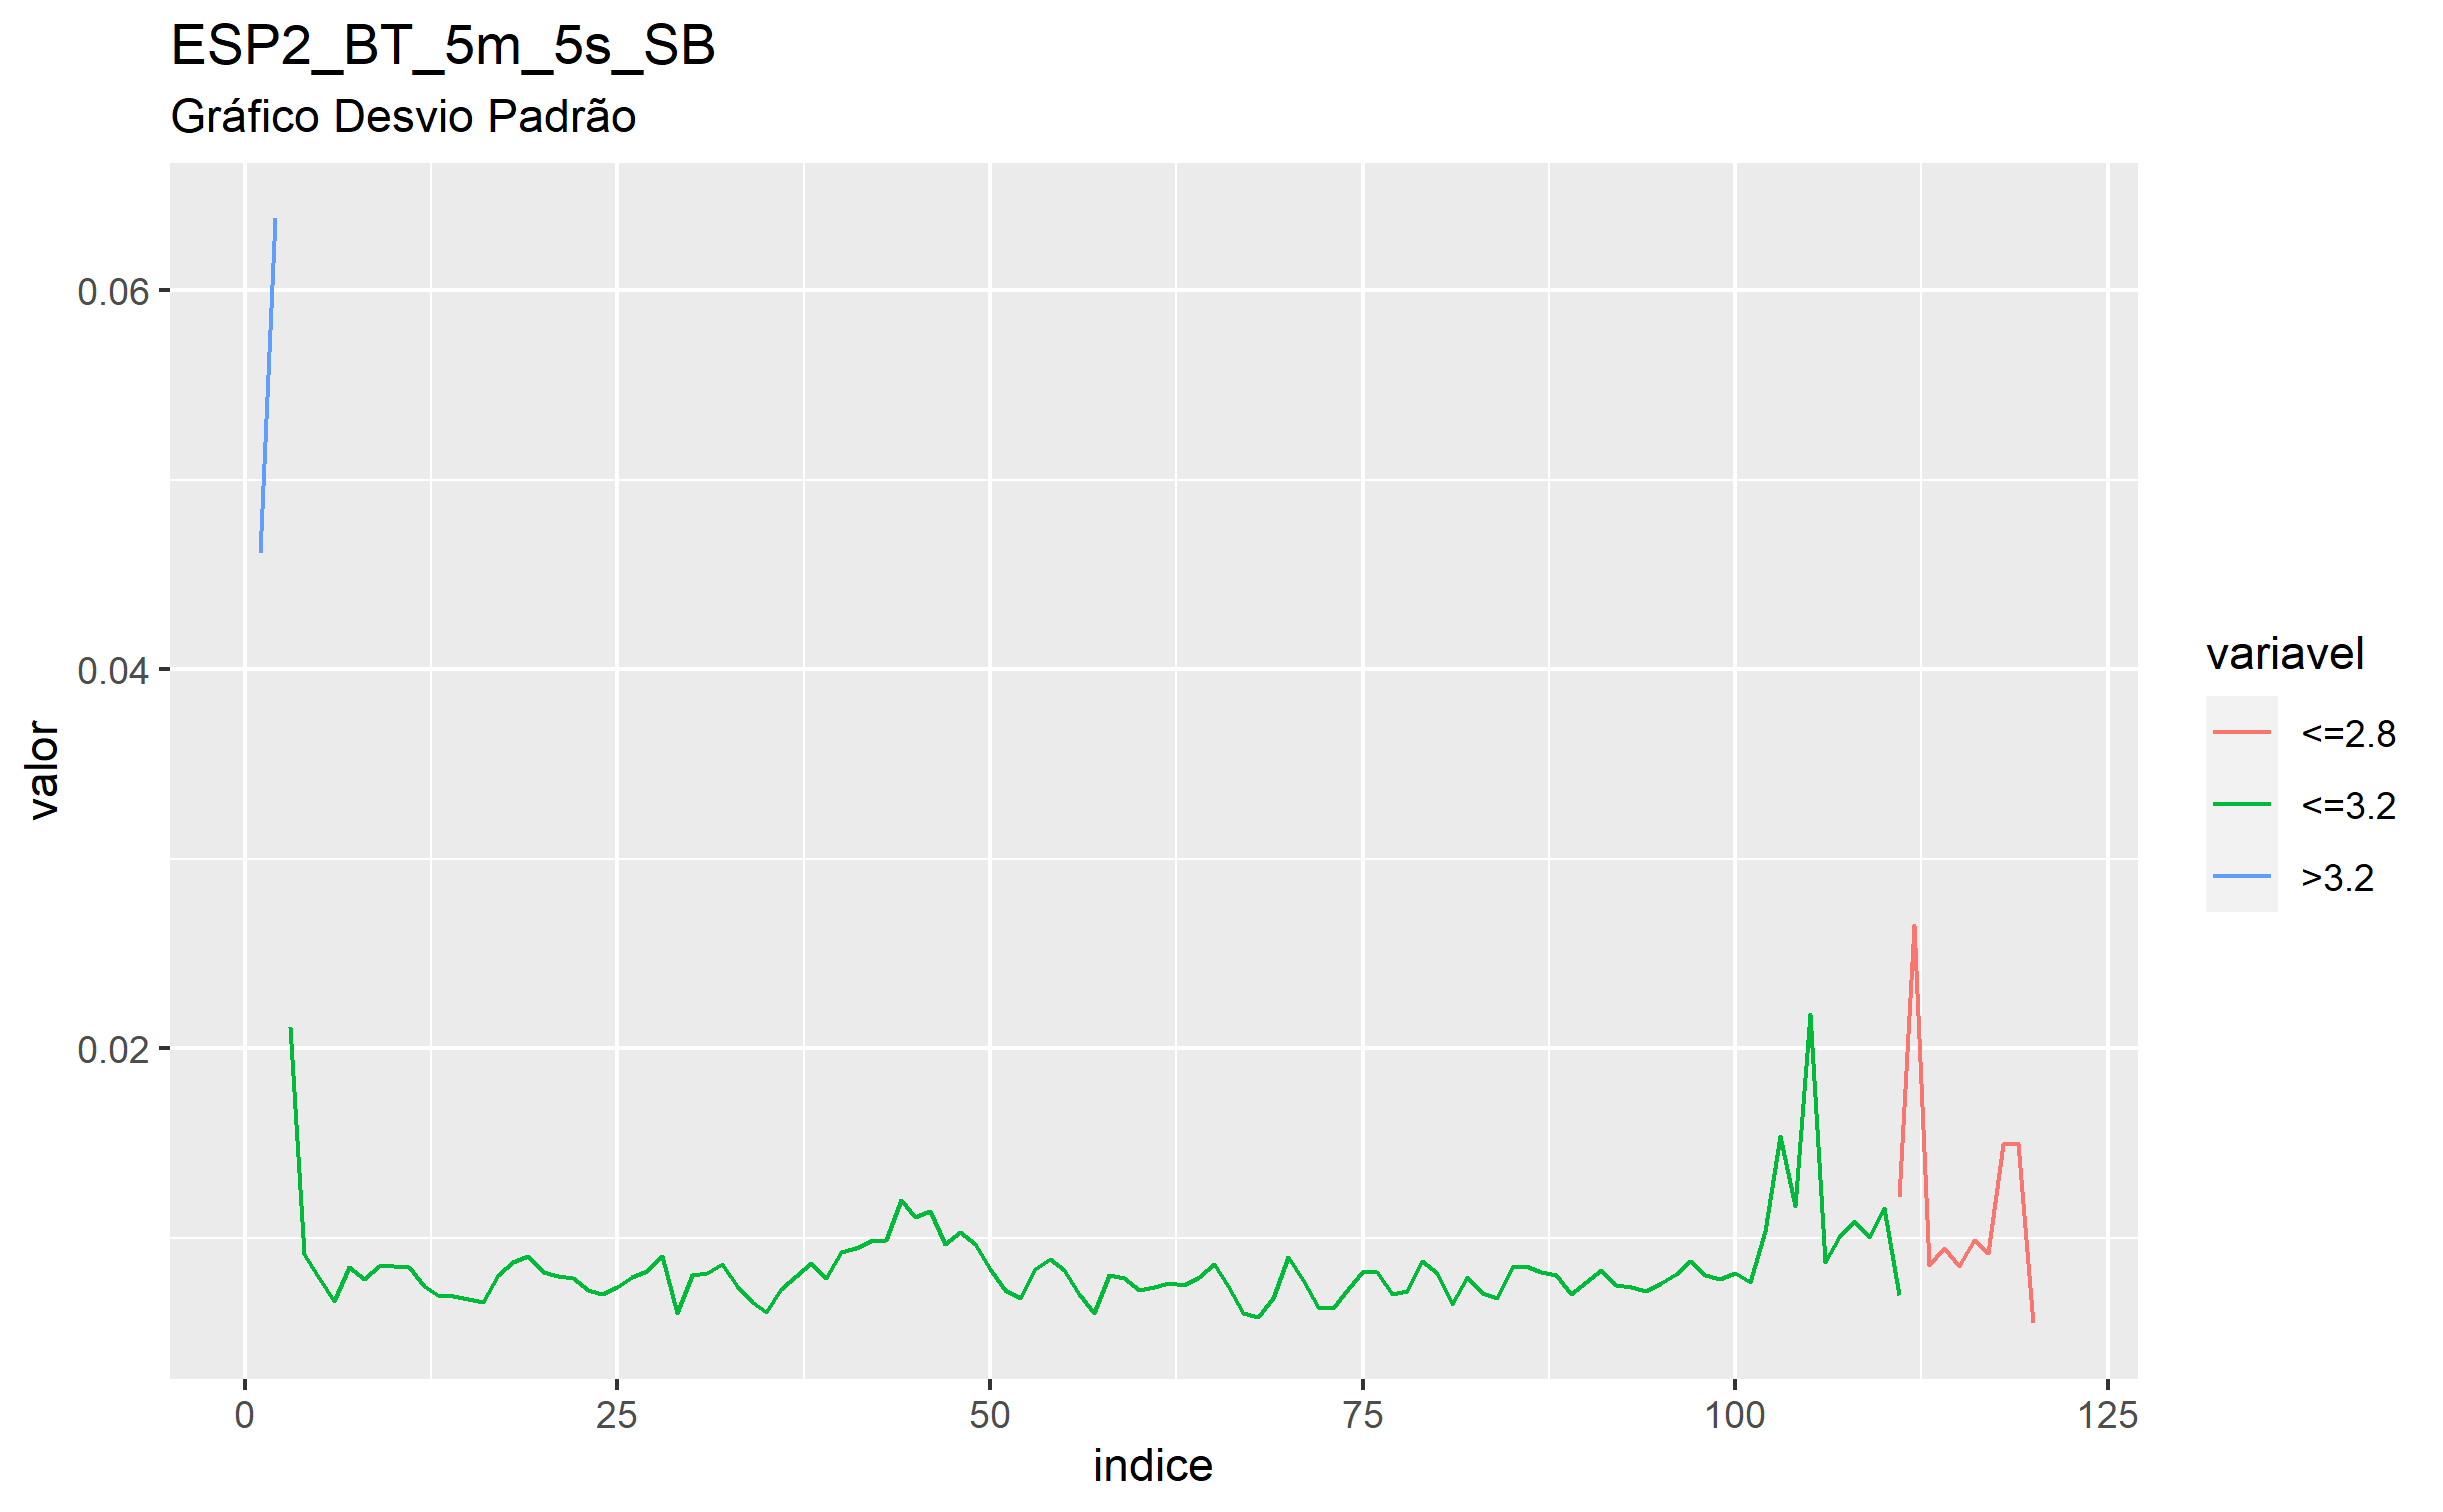 ESP2_BT_5m_5s_SB
Gráfico Desvio Padrão
valor
0.06
0.04
0.02
0
25
50
75
100
125
indice
variavel
<=2.8
<=3.2
>3.2